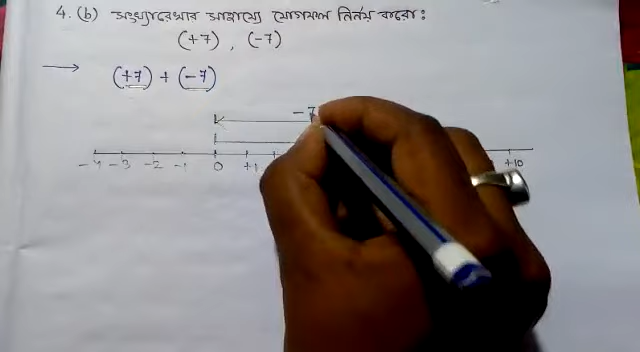 4. (b) সংখ্যারেখার সাহায্যে যোগফল নির্ণয় করো :
(+7) , (-7)
→ (+7) + (-7)
-7
-4 -3 -2 -1 0 +1 +10